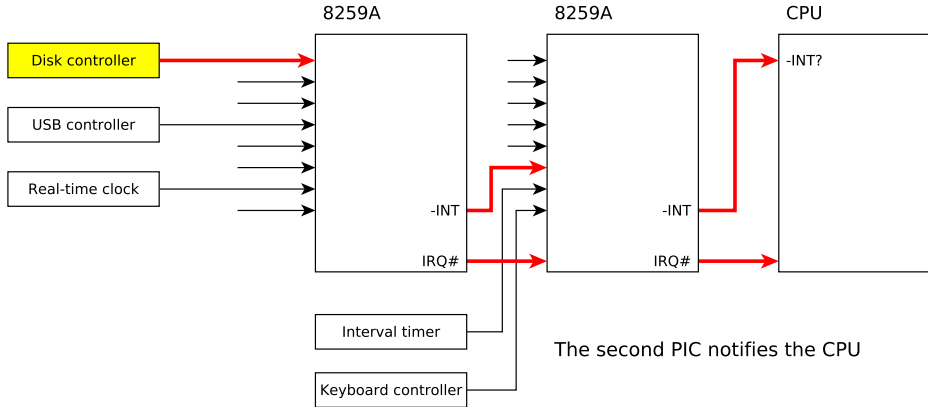 8259A
8259A
CPU
Disk controller
-INT?
USB controller
Real-time clock
-INT
-INT
IRQ#
IRQ#
Interval timer
The second PIC notifies the CPU
Keyboard controller